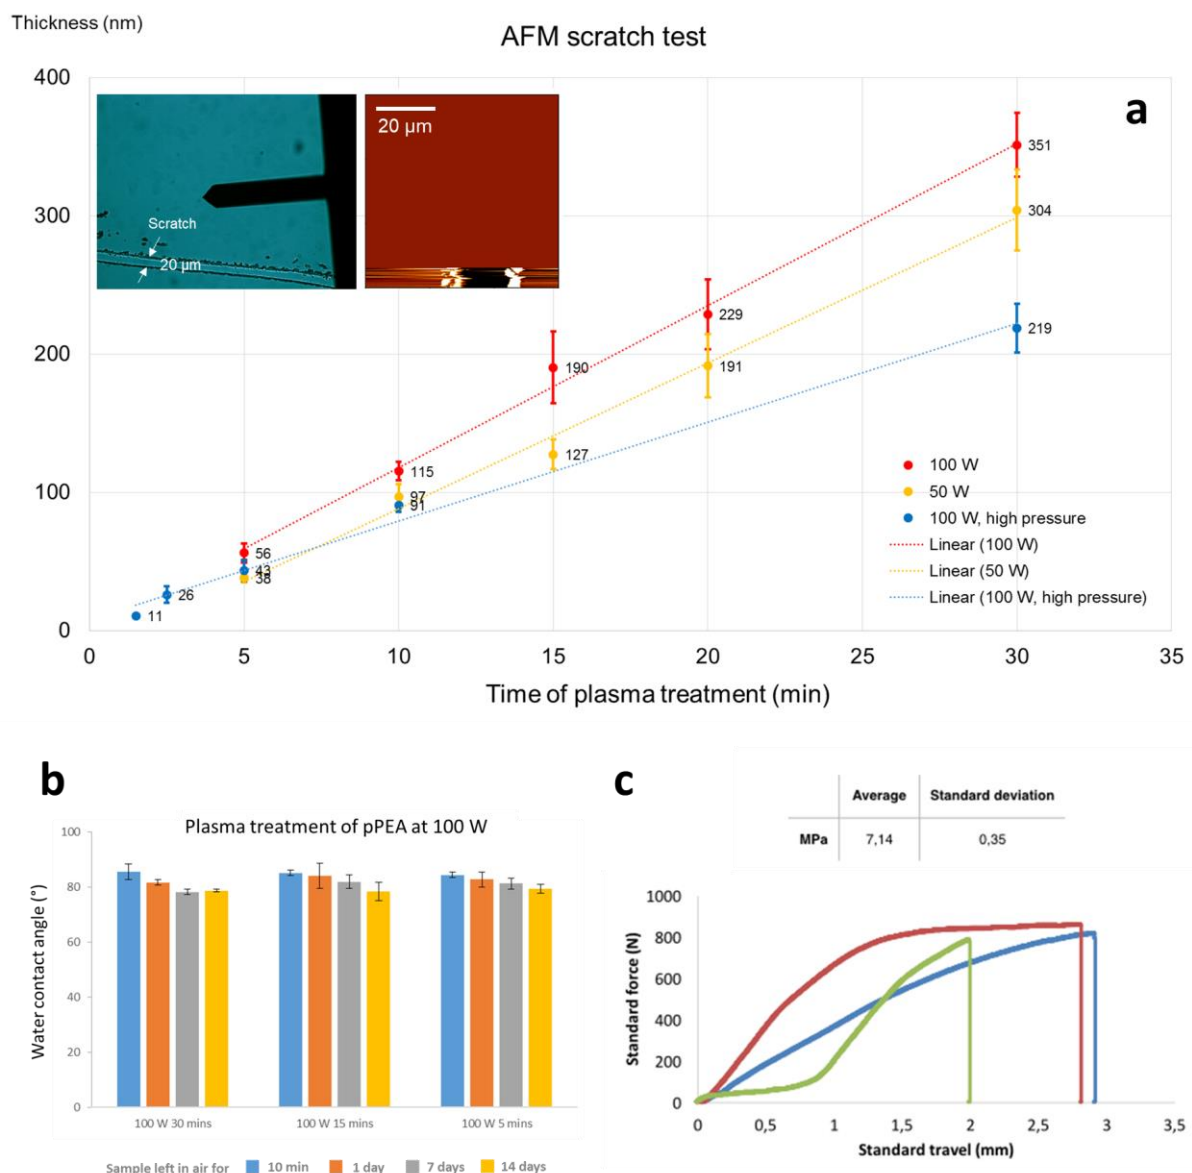 Thickness (nm)
AFM scratch test
a
400
300
200
100
0
0 5 10 15 20 25 30 35
Time of plasma treatment (min)
Scratch
20 µm
20 µm
351
304
219
229
191
190
127
115
97
91
56
43
38
26
11
100 W
50 W
100 W, high pressure
Linear (100 W)
Linear (50 W)
Linear (100 W, high pressure)
b
Plasma treatment of pPEA at 100 W
Water contact angle (°)
100
80
60
40
20
0
100 W 30 mins 100 W 15 mins 100 W 5 mins
Sample left in air for 10 min 1 day 7 days 14 days
c
Average Standard deviation
MPa 7,14 0,35
Standard force (N)
1000
800
600
400
200
0
0 0,5 1 1,5 2 2,5 3 3,5
Standard travel (mm)